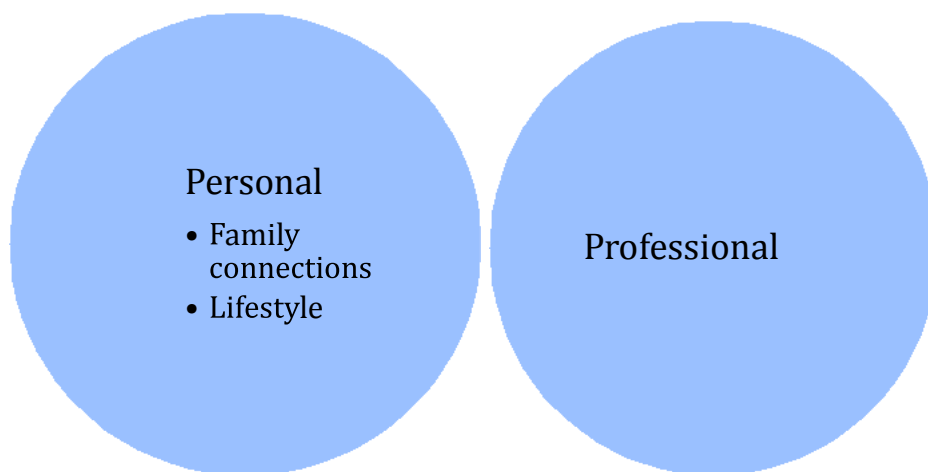 Personal
• Family
connections
• Lifestyle
Professional